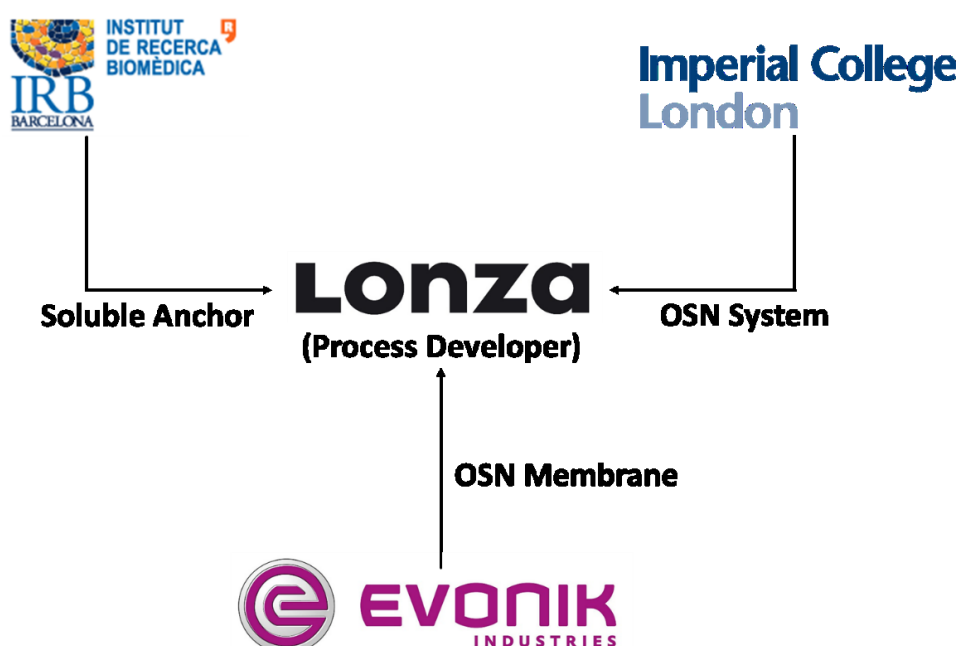 INSTITUT
DE RECERCA
BIOMÈDICA
IRB
BARCELONA
Imperial College
London
Lonza
(Process Developer)
Soluble Anchor
OSN System
OSN Membrane
EVONIK
INDUSTRIES